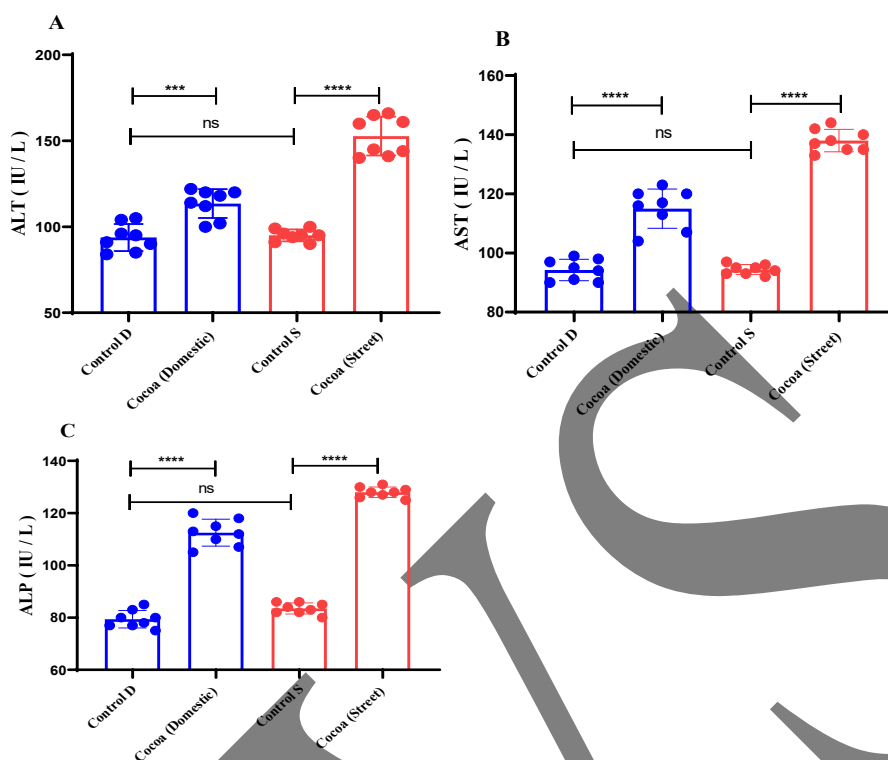 A
ALT ( IU / L )
200
150
100
50
***
****
ns
Control D
Cocoa (Domestic)
Control S
Cocoa (Street)
B
AST ( IU / L )
160
140
120
100
80
****
****
ns
Control D
Cocoa (Domestic)
Control S
Cocoa (Street)
C
ALP ( IU / L )
140
120
100
80
60
****
****
ns
Control D
Cocoa (Domestic)
Control S
Cocoa (Street)